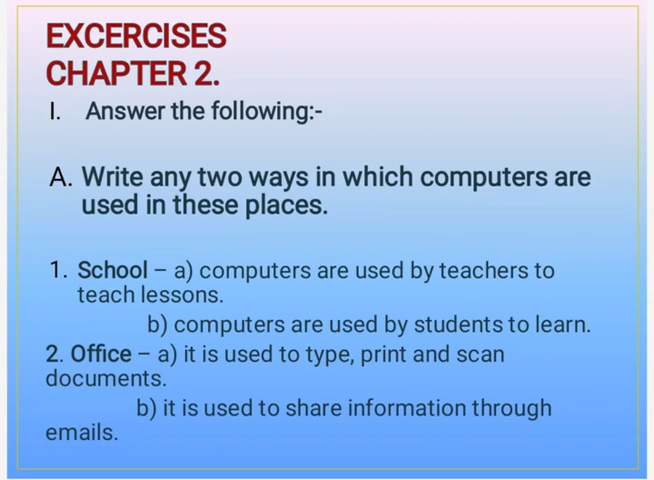 EXCERCISES
CHAPTER 2.
I. Answer the following:-
A. Write any two ways in which computers are
used in these places.
1. School – a) computers are used by teachers to
teach lessons.
b) computers are used by students to learn.
2. Office – a) it is used to type, print and scan
documents.
b) it is used to share information through
emails.